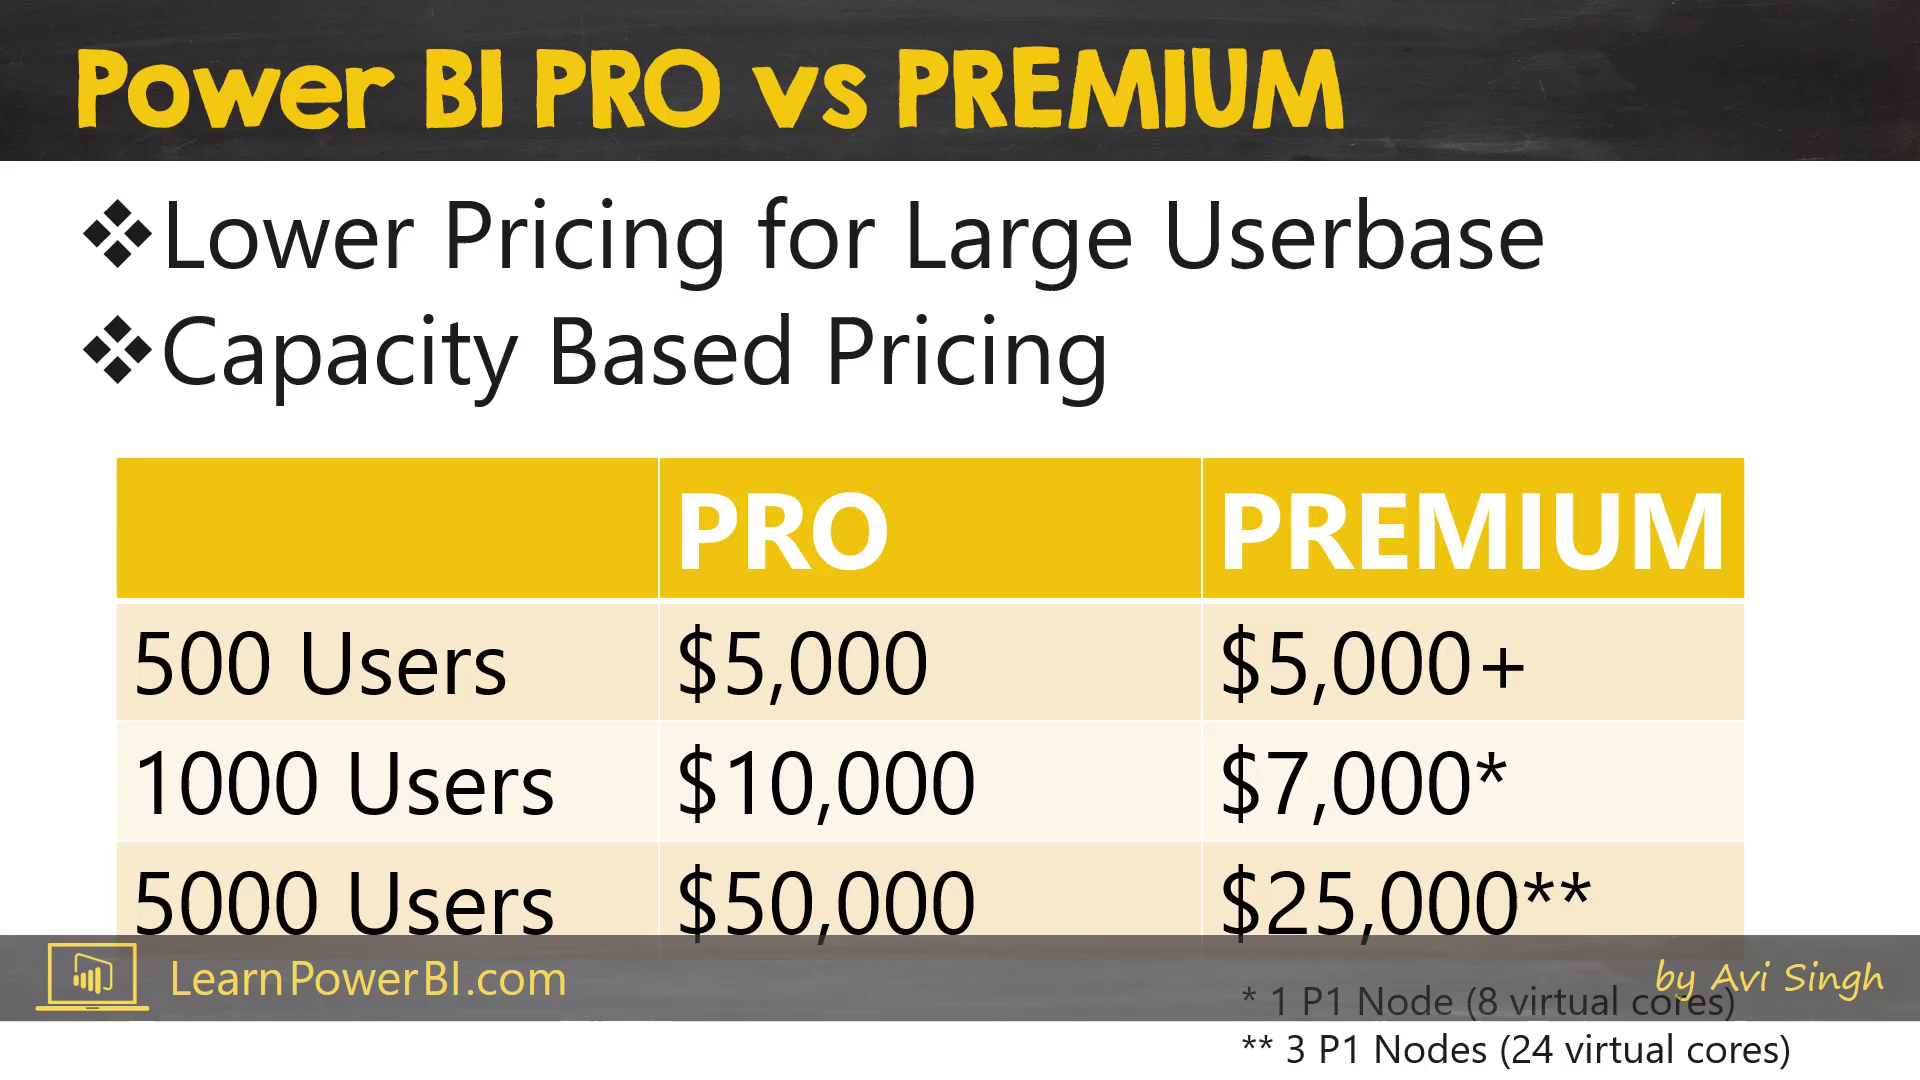 Power BI PRO vs PREMIUM
❖Lower Pricing for Large Userbase
❖Capacity Based Pricing
PRO PREMIUM
500 Users $5,000 $5,000+
1000 Users $10,000 $7,000*
5000 Users $50,000 $25,000**
LearnPowerBI.com
by Avi Singh
* 1 P1 Node (8 virtual cores)
** 3 P1 Nodes (24 virtual cores)